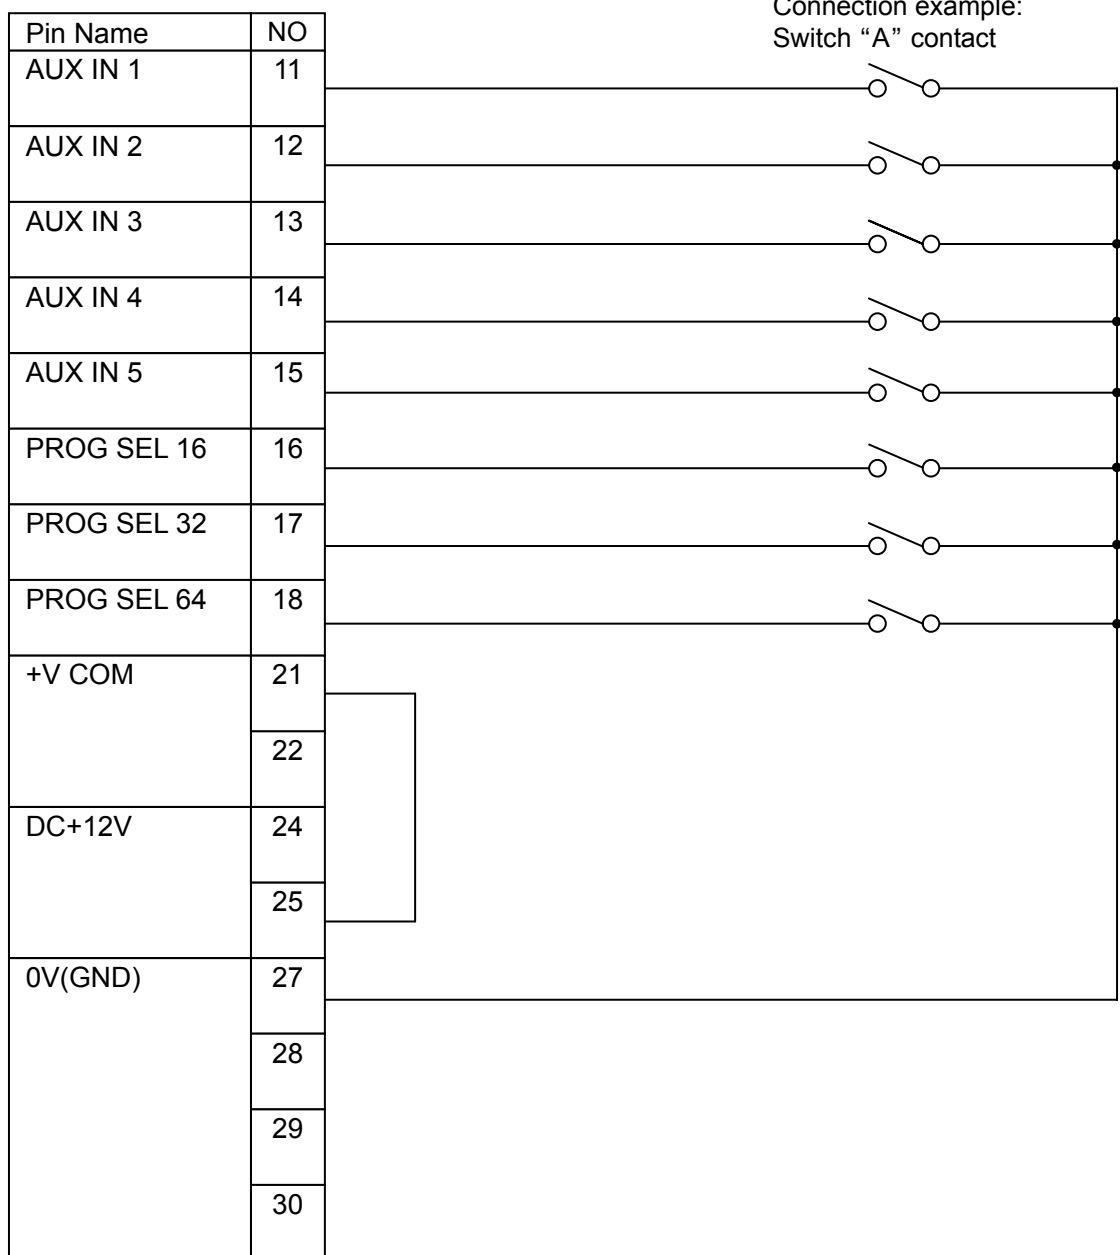 Connection example:
Switch “A” contact
Pin Name NO
AUX IN 1 11
AUX IN 2 12
AUX IN 3 13
AUX IN 4 14
AUX IN 5 15
PROG SEL 16 16
PROG SEL 32 17
PROG SEL 64 18
+V COM 21
22
DC+12V 24
25
0V(GND) 27
28
29
30